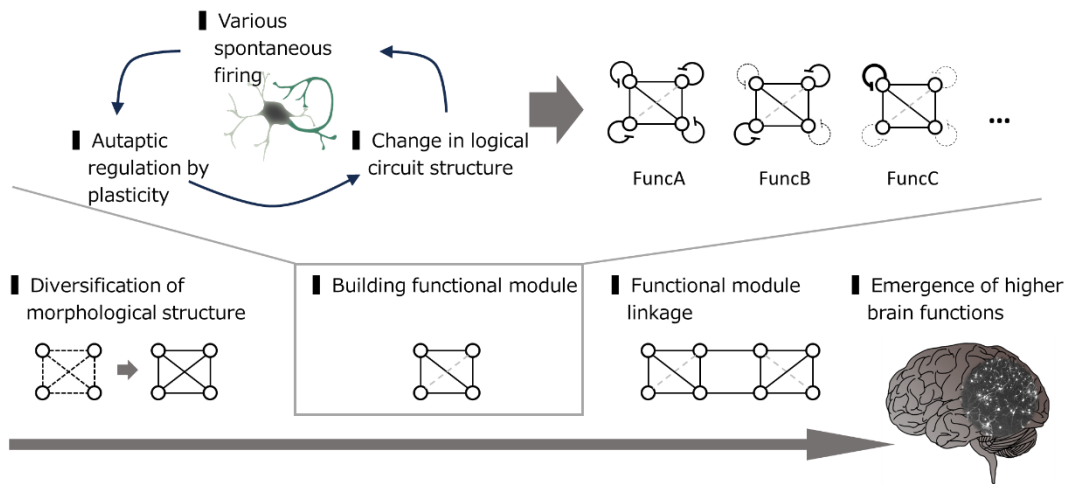 Various
spontaneous
firing
Autaptic
regulation by
plasticity
Change in logical
circuit structure
FuncA
FuncB
FuncC
...
Diversification of
morphological structure
Building functional module
Functional module
linkage
Emergence of higher
brain functions